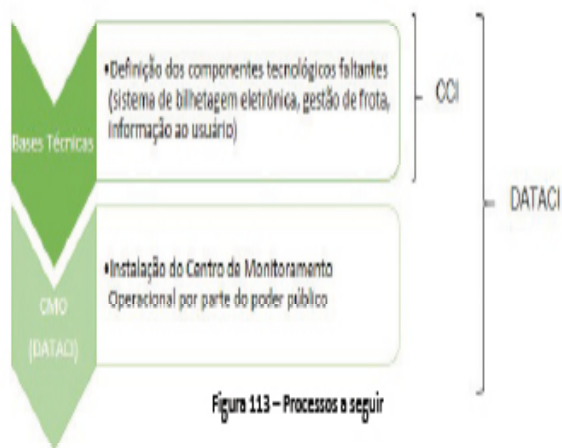 Bases Técnicas
•Definição dos componentes tecnológicos faltantes
(sistema de bilhetagem eletrônica, gestão de frota,
informação ao usuário)
CCI
DATACI
CMO
(DATACI)
•Instalação do Centro de Monitoramento
Operacional por parte do poder público
Figura 113 – Processos a seguir